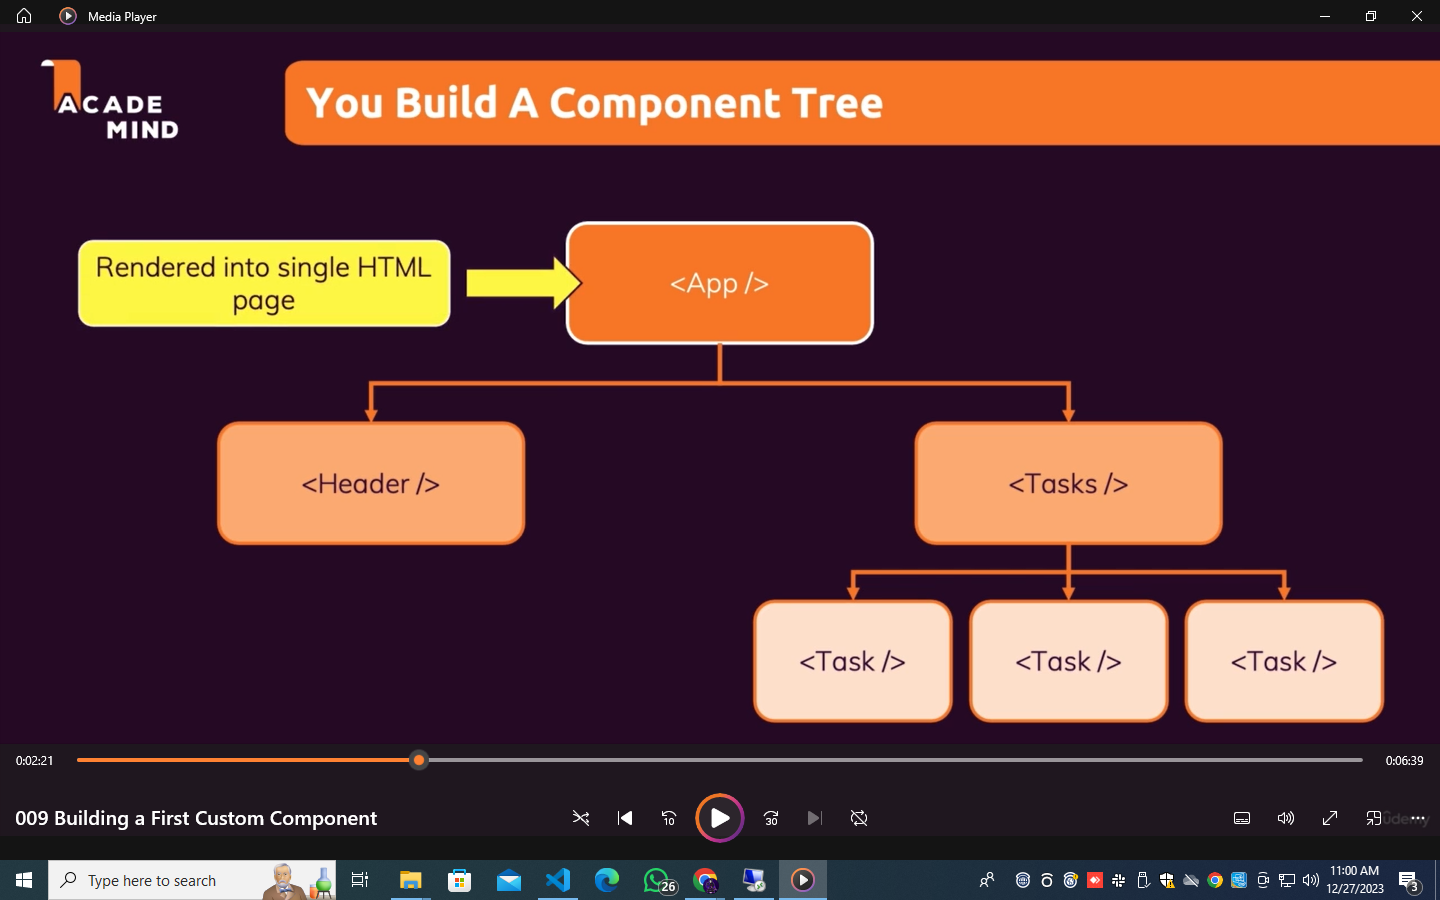 Media Player
ACADE
MIND
You Build A Component Tree
Rendered into single HTML
page
<App />
<Header />
<Tasks />
<Task />
<Task />
<Task />
0:02:21
0:06:39
009 Building a First Custom Component
10
30
ûdemy
Type here to search
26
11:00 AM
12/27/2023
3